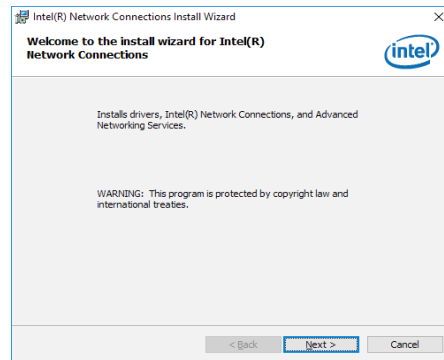 Intel(R) Network Connections Install Wizard
Welcome to the install wizard for Intel(R)
Network Connections
intel
Installs drivers, Intel(R) Network Connections, and Advanced
Networking Services.
WARNING: This program is protected by copyright law and
international treaties.
< Back Next > Cancel